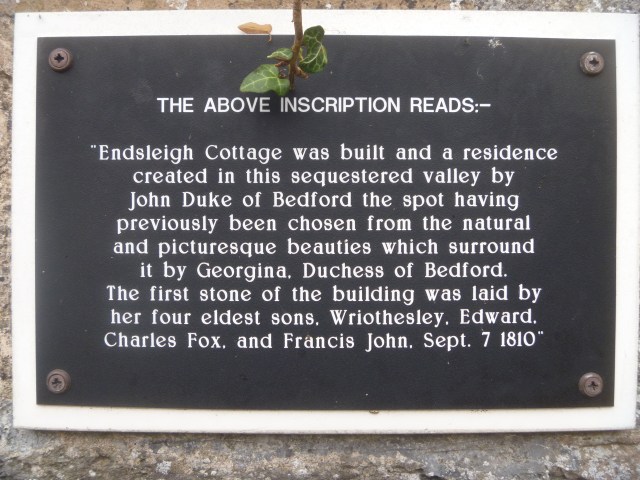 THE ABOVE INSCRIPTION READS:-
"Endsleigh Cottage was built and a residence
created in this sequestered valley by
John Duke of Bedford the spot having
previously been chosen from the natural
and picturesque beauties which surround
it by Georgina, Duchess of Bedford.
The first stone of the building was laid by
her four eldest sons, Wriothesley, Edward,
Charles Fox, and Francis John, Sept. 7 1810"